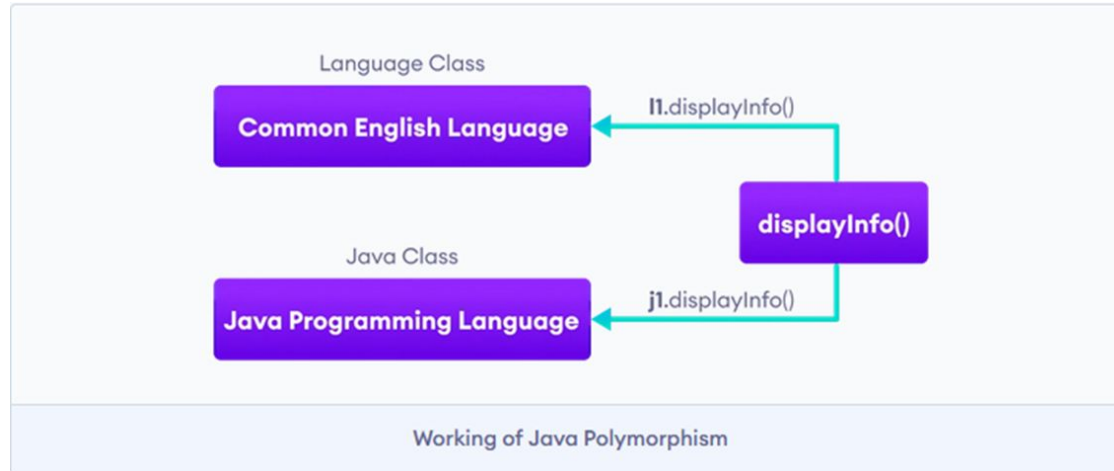 Language Class
Common English Language
l1.displayInfo()
displayInfo()
Java Class
Java Programming Language
j1.displayInfo()
Working of Java Polymorphism